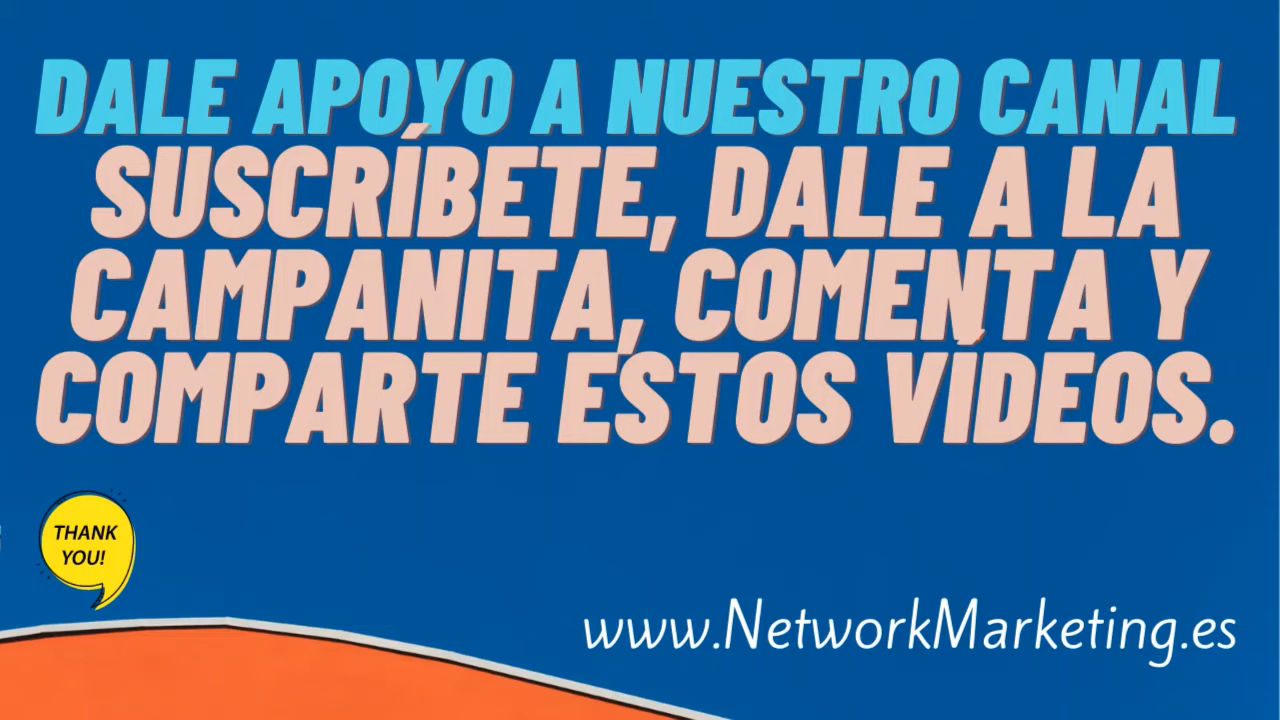 DALE APOYO A NUESTRO CANAL
SUSCRÍBETE, DALE A LA
CAMPANITA, COMENTA Y
COMPARTE ESTOS VÍDEOS.
THANK
YOU!
www.NetworkMarketing.es